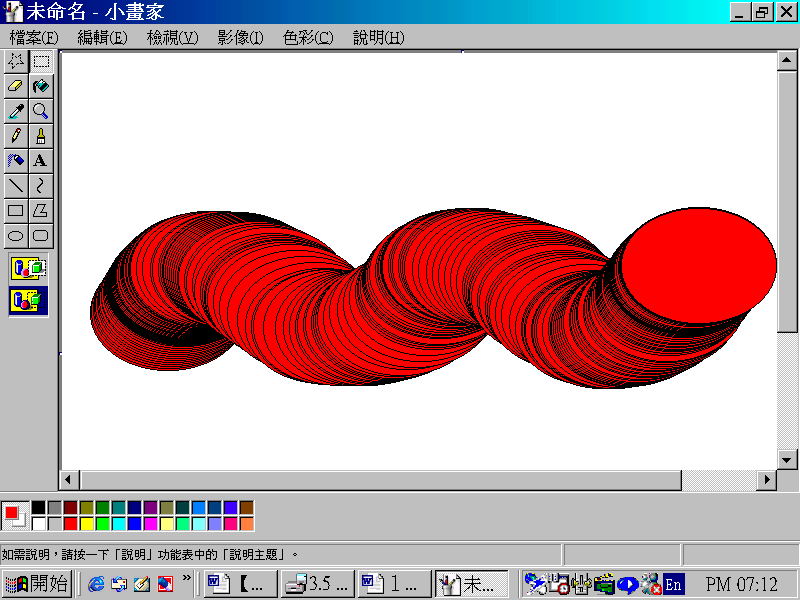 未命名 - 小畫家
檔案(F) 編輯(E) 檢視(V) 影像(I) 色彩(C) 說明(H)
A
如需說明，請按一下「說明」功能表中的「說明主題」。
開始 » 【... 3.5 ... 1 ... 未... En PM 07:12